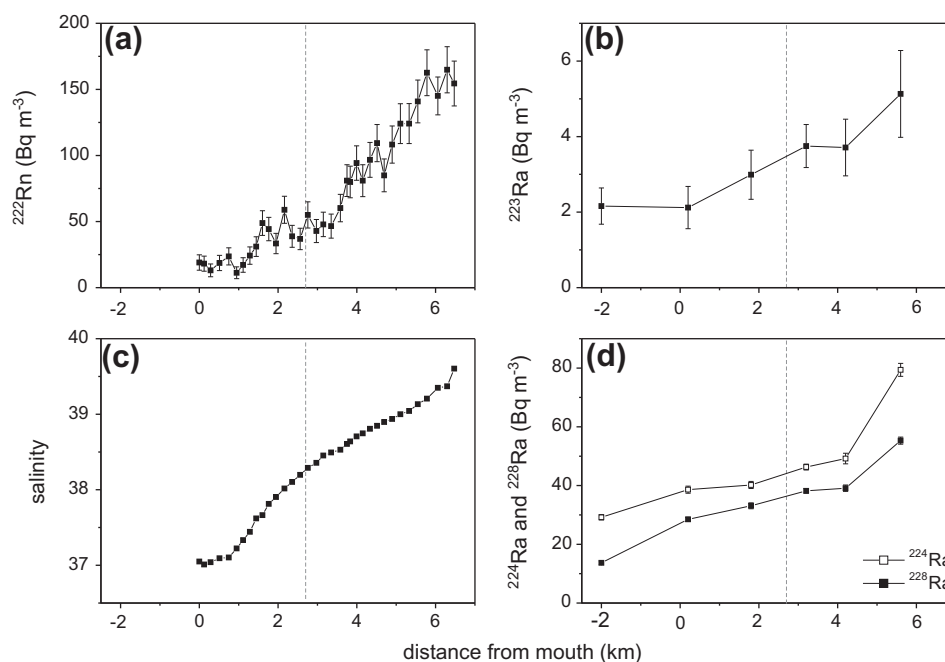 (a)
(b)
200
150
100
50
0
-2 0 2 4 6
²²²Rn (Bq m⁻³)
6
4
2
0
-2 0 2 4 6
²²³Ra (Bq m⁻³)
(c)
(d)
40
39
38
37
-2 0 2 4 6
salinity
80
60
40
20
0
-2 0 2 4 6
²²⁴Ra and ²²⁸Ra (Bq m⁻³)
²²⁴Ra
²²⁸Ra
distance from mouth (km)